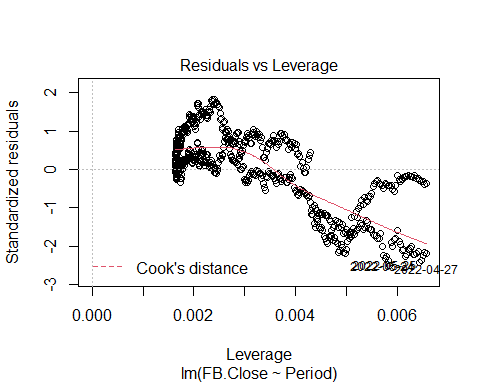 Residuals vs Leverage
Standardized residuals
2
1
0
-1
-2
-3
Cook's distance
2022-04-27
0.000
0.002
0.004
0.006
Leverage
lm(FB.Close ~ Period)